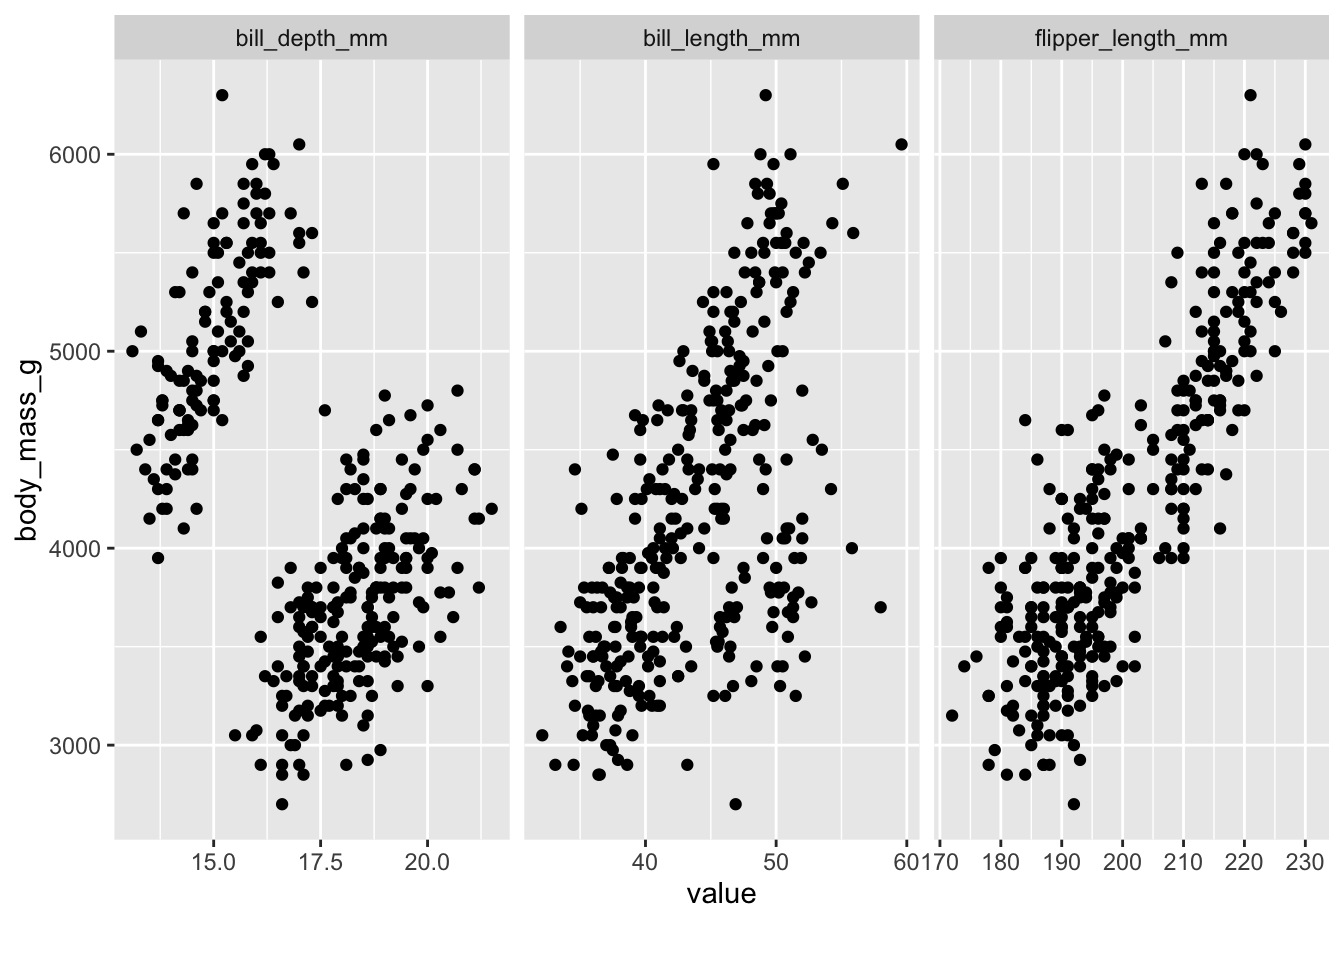 bill_depth_mm
bill_length_mm
flipper_length_mm
body_mass_g
6000
5000
4000
3000
15.0 17.5 20.0
40 50 60
170 180 190 200 210 220 230
value